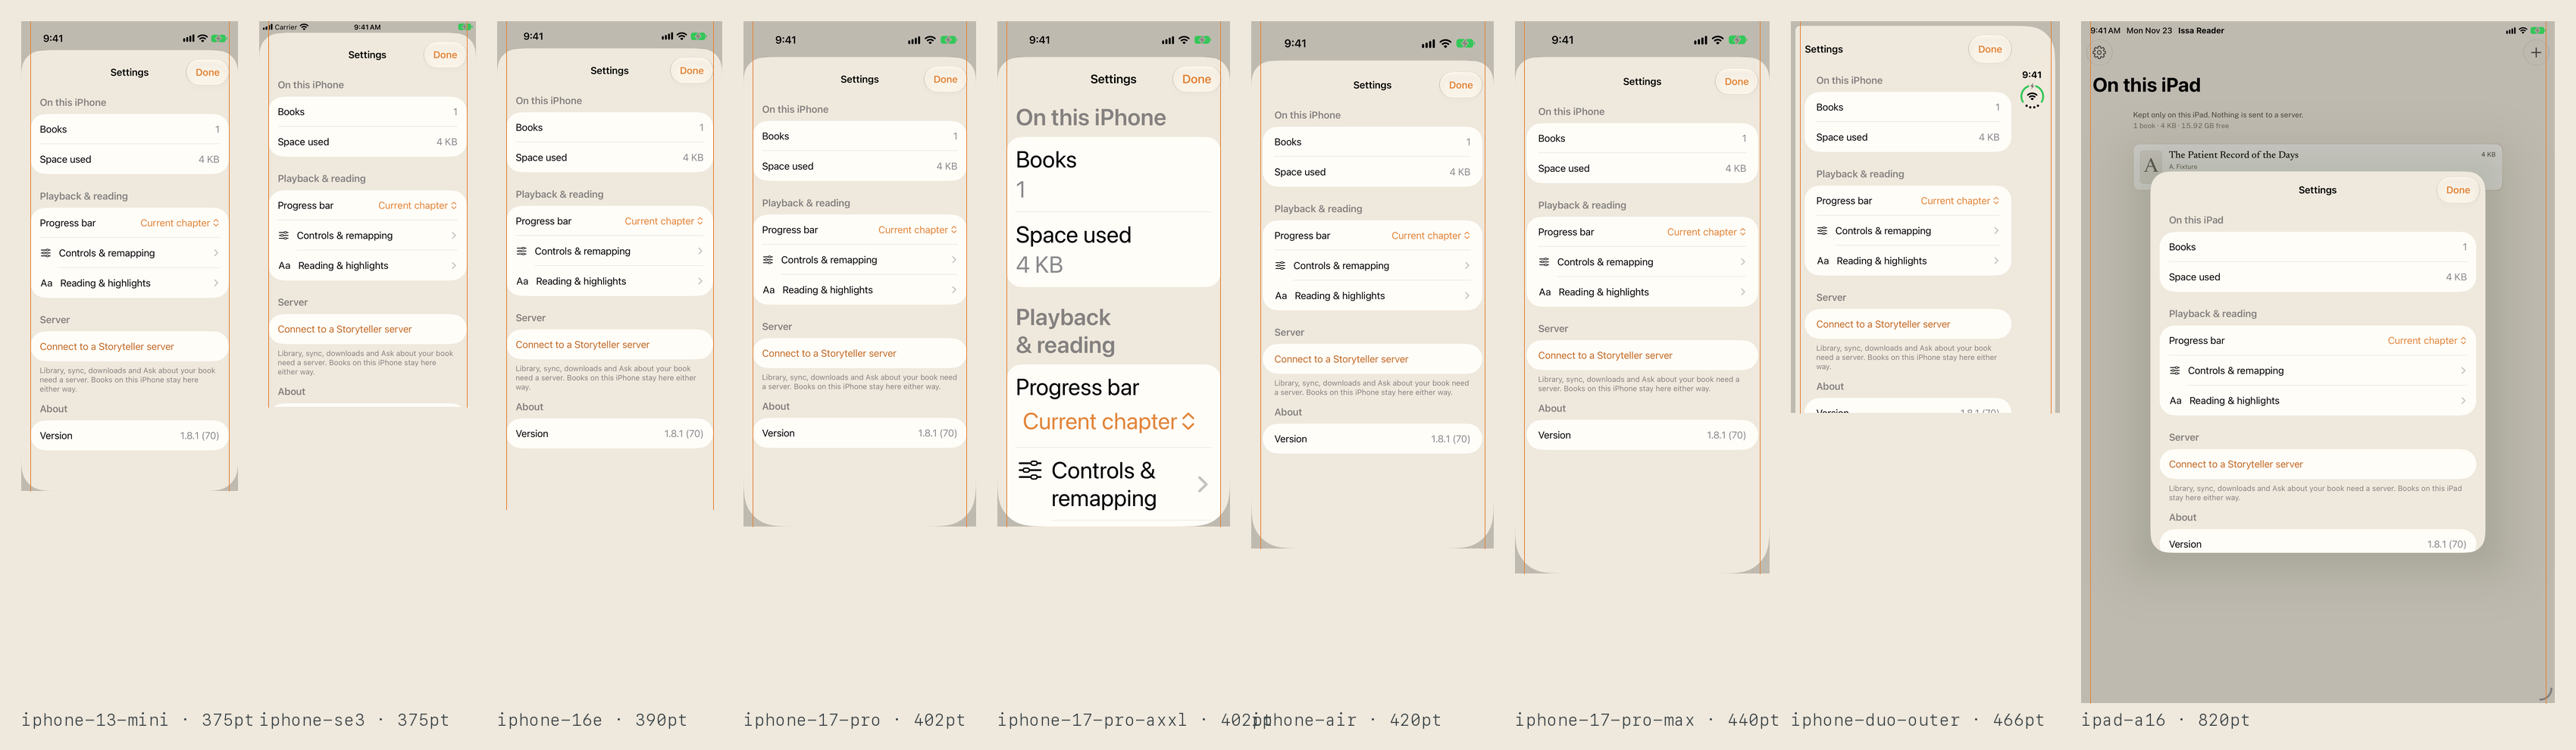 9:41
Settings
Done
On this iPhone
Books
1
Space used
4 KB
Playback & reading
Progress bar
Current chapter
Controls & remapping
Aa Reading & highlights
Server
Connect to a Storyteller server
Library, sync, downloads and Ask about your book
need a server. Books on this iPhone stay here
either way.
About
Version
1.8.1 (70)
iphone-13-mini · 375pt
Carrier
9:41 AM
Settings
Done
On this iPhone
Books
1
Space used
4 KB
Playback & reading
Progress bar
Current chapter
Controls & remapping
Aa Reading & highlights
Server
Connect to a Storyteller server
Library, sync, downloads and Ask about your book
need a server. Books on this iPhone stay here
either way.
About
iphone-se3 · 375pt
9:41
Settings
Done
On this iPhone
Books
1
Space used
4 KB
Playback & reading
Progress bar
Current chapter
Controls & remapping
Aa Reading & highlights
Server
Connect to a Storyteller server
Library, sync, downloads and Ask about your book
need a server. Books on this iPhone stay here either
way.
About
Version
1.8.1 (70)
iphone-16e · 390pt
9:41
Settings
Done
On this iPhone
Books
1
Space used
4 KB
Playback & reading
Progress bar
Current chapter
Controls & remapping
Aa Reading & highlights
Server
Connect to a Storyteller server
Library, sync, downloads and Ask about your book need
a server. Books on this iPhone stay here either way.
About
Version
1.8.1 (70)
iphone-17-pro · 402pt
9:41
Settings
Done
On this iPhone
Books
1
Space used
4 KB
Playback
& reading
Progress bar
Current chapter
Controls &
remapping
iphone-17-pro-axxl · 402pt
9:41
Settings
Done
On this iPhone
Books
1
Space used
4 KB
Playback & reading
Progress bar
Current chapter
Controls & remapping
Aa Reading & highlights
Server
Connect to a Storyteller server
Library, sync, downloads and Ask about your book need
a server. Books on this iPhone stay here either way.
About
Version
1.8.1 (70)
iphone-air · 420pt
9:41
Settings
Done
On this iPhone
Books
1
Space used
4 KB
Playback & reading
Progress bar
Current chapter
Controls & remapping
Aa Reading & highlights
Server
Connect to a Storyteller server
Library, sync, downloads and Ask about your book need a
server. Books on this iPhone stay here either way.
About
Version
1.8.1 (70)
iphone-17-pro-max · 440pt
Settings
Done
9:41
On this iPhone
Books
1
Space used
4 KB
Playback & reading
Progress bar
Current chapter
Controls & remapping
Aa Reading & highlights
Server
Connect to a Storyteller server
Library, sync, downloads and Ask about your book
need a server. Books on this iPhone stay here either
way.
About
Version
1.8.1 (70)
iphone-duo-outer · 466pt
9:41 AM Mon Nov 23 Issa Reader
On this iPad
Kept only on this iPad. Nothing is sent to a server.
1 book · 4 KB · 15.92 GB free
A
The Patient Record of the Days
4 KB
A. Fixture
Settings
Done
On this iPad
Books
1
Space used
4 KB
Playback & reading
Progress bar
Current chapter
Controls & remapping
Aa Reading & highlights
Server
Connect to a Storyteller server
Library, sync, downloads and Ask about your book need a server. Books on this iPad
stay here either way.
About
Version
1.8.1 (70)
ipad-a16 · 820pt